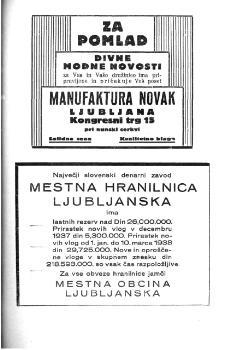 ZA
POMLAD
DIVNE
MODNE NOVOSTI
za Vas in Vašo družinico ima pri-
pravljene in pričakuje Vaš poset
MANUFAKTURA NOVAK
LJUBLJANA
Kongresni trg 15
pri nunski cerkvi
Solidne cene Kvalitetno blago
Največji slovenski denarni zavod
MESTNA HRANILNICA
LJUBLJANSKA
ima
lastnih rezerv nad Din 26,000.000.
Prirastek novih vlog v decembru
1937 din 5,300.000. Prirastek no-
vih vlog od 1. jan. do 10. marca 1938
din 29,725.000. Nove in oprošče-
ne vloge v skupnem znesku din
218,593.000, so vsak čas razpoložljive
Za vse obveze hranilnice jamči
MESTNA OBČINA
LJUBLJANSKA